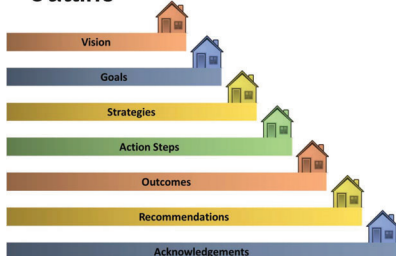 Vision
Goals
Strategies
Action Steps
Outcomes
Recommendations
Acknowledgements